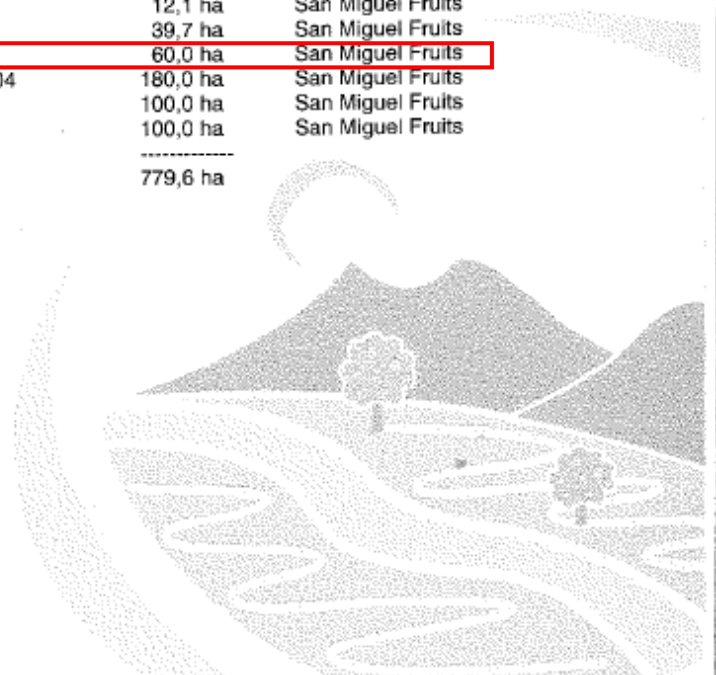 12,1 ha San Miguel Fruits
39,7 ha San Miguel Fruits
60,0 ha San Miguel Fruits
04 180,0 ha San Miguel Fruits
100,0 ha San Miguel Fruits
100,0 ha San Miguel Fruits
-------------
779,6 ha